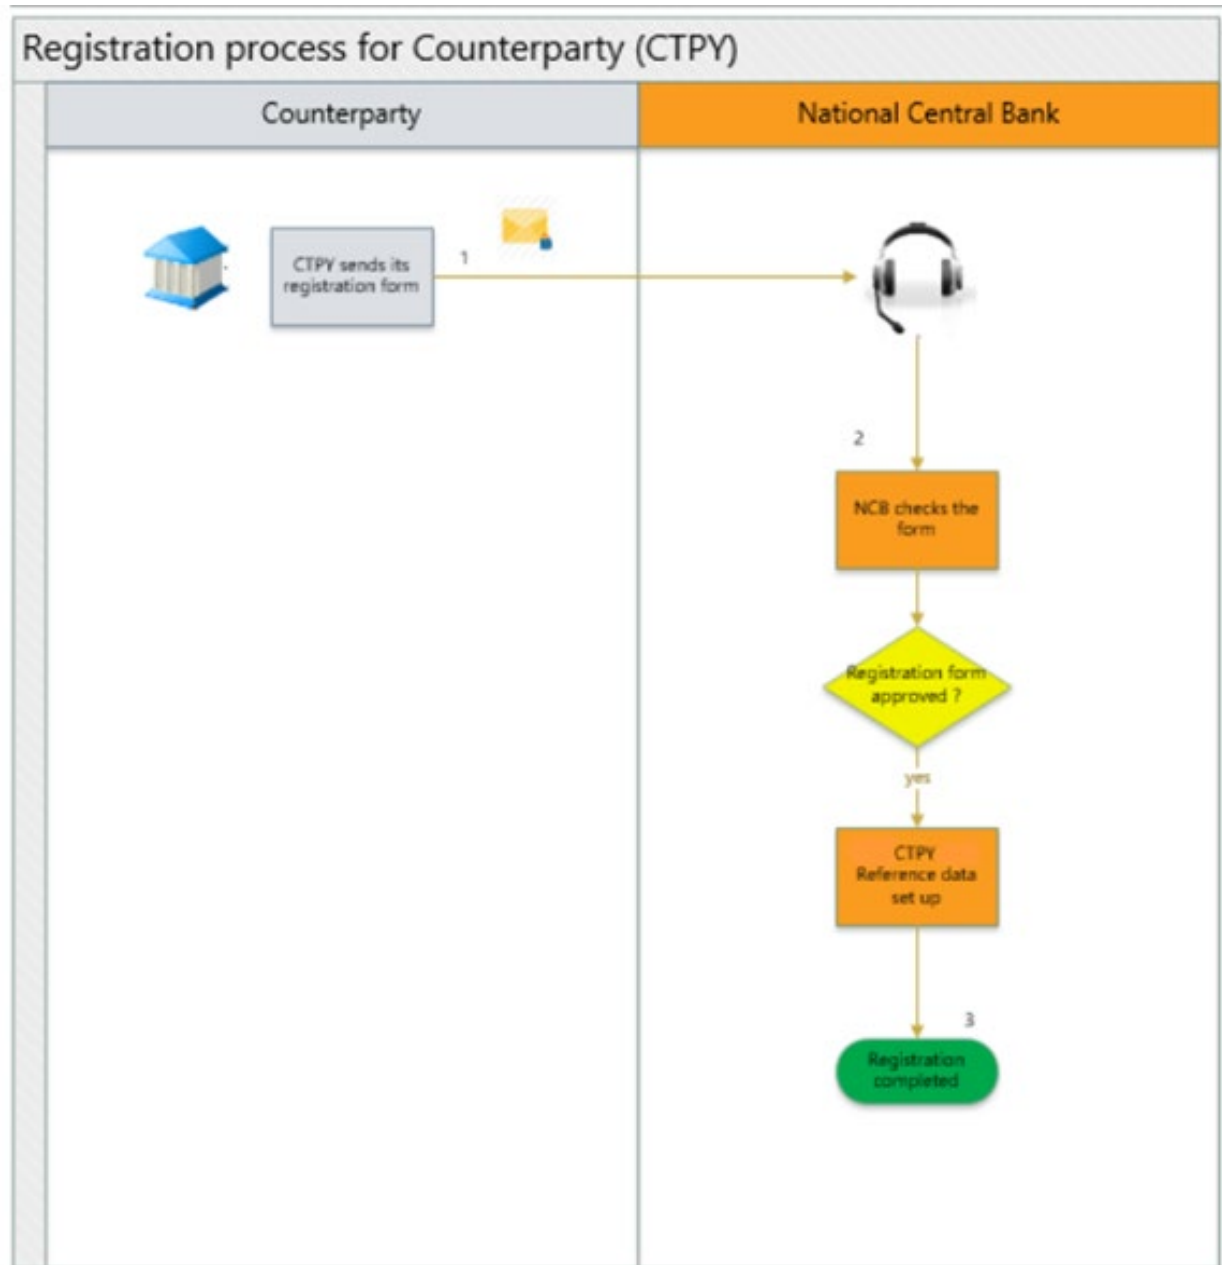 Registration process for Counterparty (CTPY)
Counterparty
National Central Bank
CTPY sends its
registration form
1
2
NCB checks the
form
Registration form
approved ?
yes
CTPY
Reference data
set up
3
Registration
completed